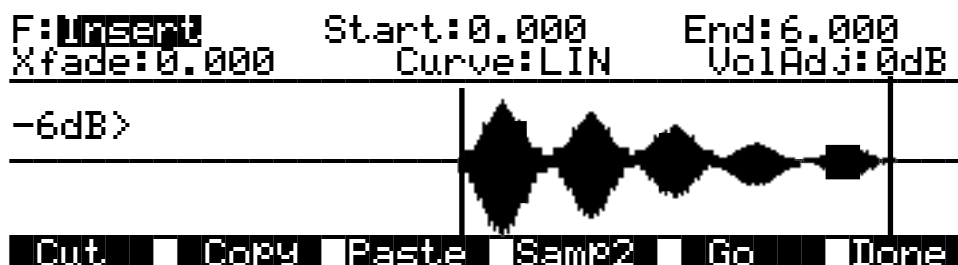 F:Insert Start:0.000 End:6.000
Xfade:0.000 Curve:LIN VolAdj:0dB
-6dB>
Cut Copy Paste Samp2 Go Done